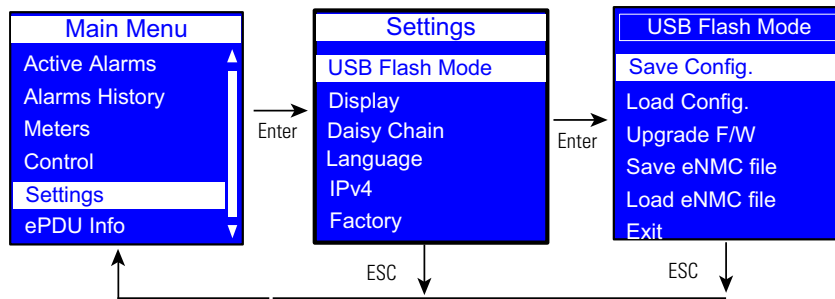 Main Menu
Active Alarms
Alarms History
Meters
Control
Settings
ePDU Info
Enter
Settings
USB Flash Mode
Display
Daisy Chain
Language
IPv4
Factory
Enter
USB Flash Mode
Save Config.
Load Config.
Upgrade F/W
Save eNMC file
Load eNMC file
Exit
ESC
ESC